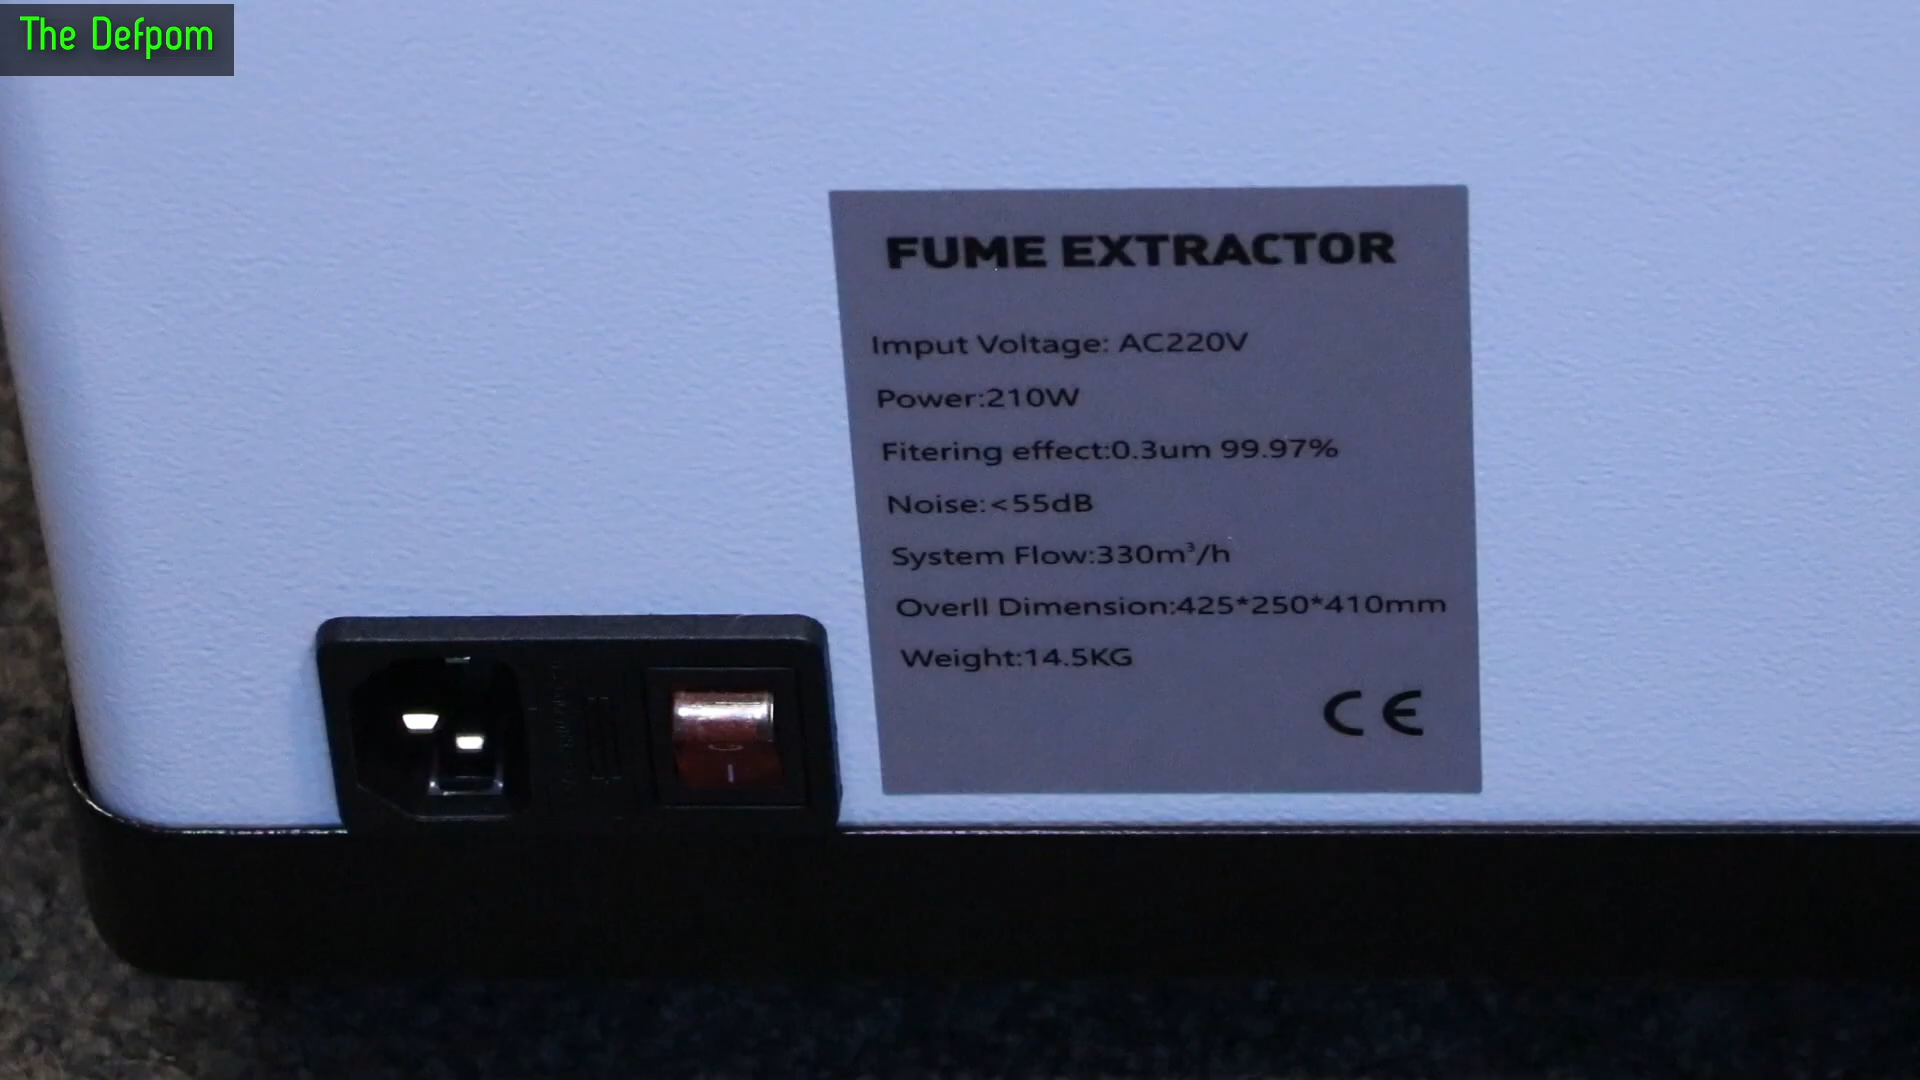 The Defpom
FUME EXTRACTOR
Imput Voltage: AC220V
Power:210W
Fitering effect:0.3um 99.97%
Noise:<55dB
System Flow:330m³/h
Overll Dimension:425*250*410mm
Weight:14.5KG
CE